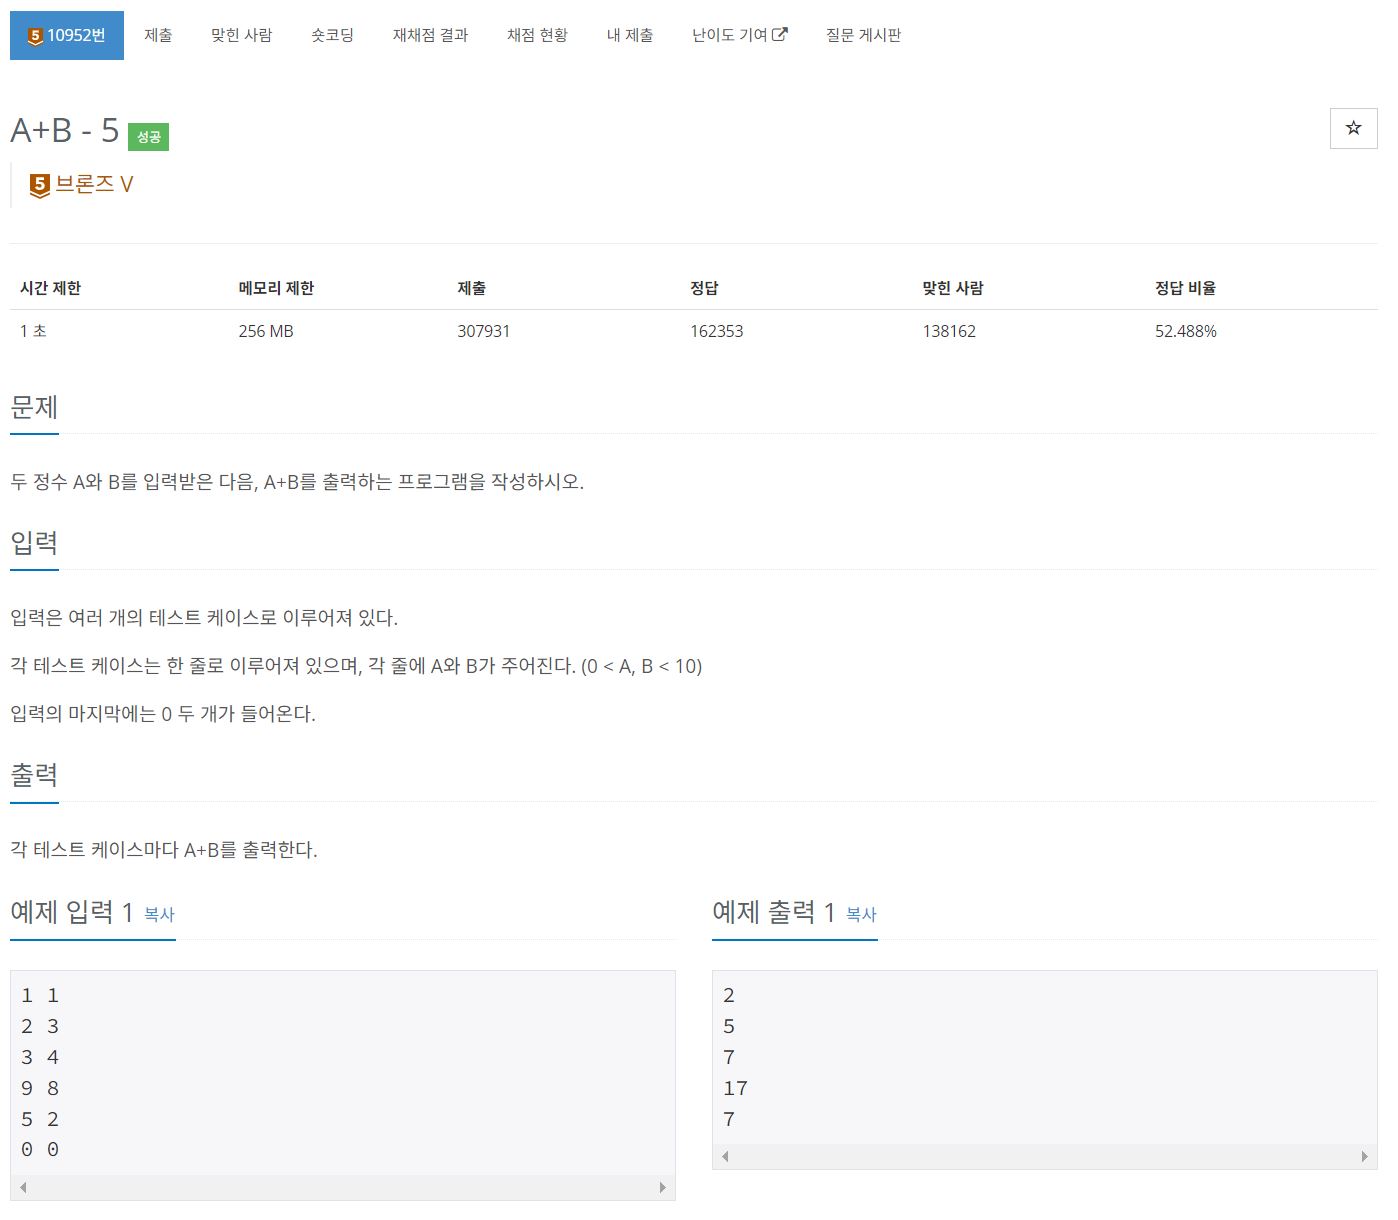 5 10952번 제출 맞힌 사람 숏코딩 재채점 결과 채점 현황 내 제출 난이도 기여 질문 게시판
A+B - 5 성공
5 브론즈 V
시간 제한 메모리 제한 제출 정답 맞힌 사람 정답 비율
1 초 256 MB 307931 162353 138162 52.488%
문제
두 정수 A와 B를 입력받은 다음, A+B를 출력하는 프로그램을 작성하시오.
입력
입력은 여러 개의 테스트 케이스로 이루어져 있다.
각 테스트 케이스는 한 줄로 이루어져 있으며, 각 줄에 A와 B가 주어진다. (0 < A, B < 10)
입력의 마지막에는 0 두 개가 들어온다.
출력
각 테스트 케이스마다 A+B를 출력한다.
예제 입력 1 복사
1 1
2 3
3 4
9 8
5 2
0 0
예제 출력 1 복사
2
5
7
17
7